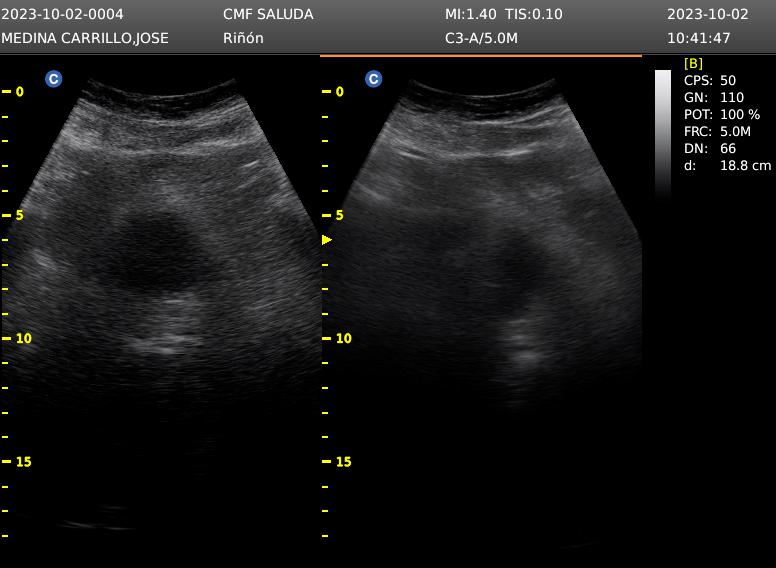 2023-10-02-0004 CMF SALUDA MI:1.40 TIS:0.10 2023-10-02
MEDINA CARRILLO,JOSE Riñón C3-A/5.0M 10:41:47
C C
[B]
CPS: 50
GN: 110
POT: 100 %
FRC: 5.0M
DN: 66
d: 18.8 cm
0 0
5 5
10 10
15 15